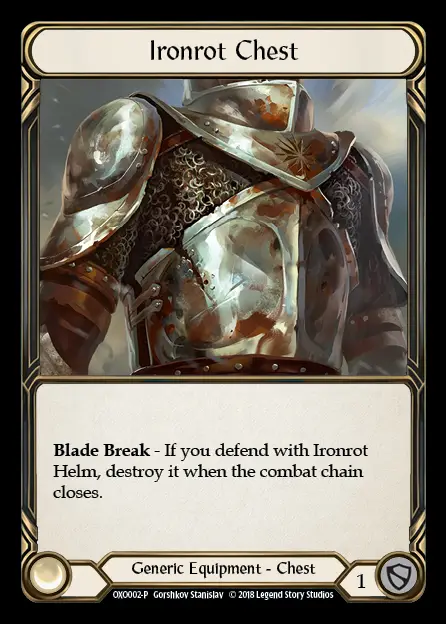 Ironrot Chest
Blade Break - If you defend with Ironrot
Helm, destroy it when the combat chain
closes.
Generic Equipment - Chest
1
OXO002-P Gorshkov Stanislav © 2018 Legend Story Studios